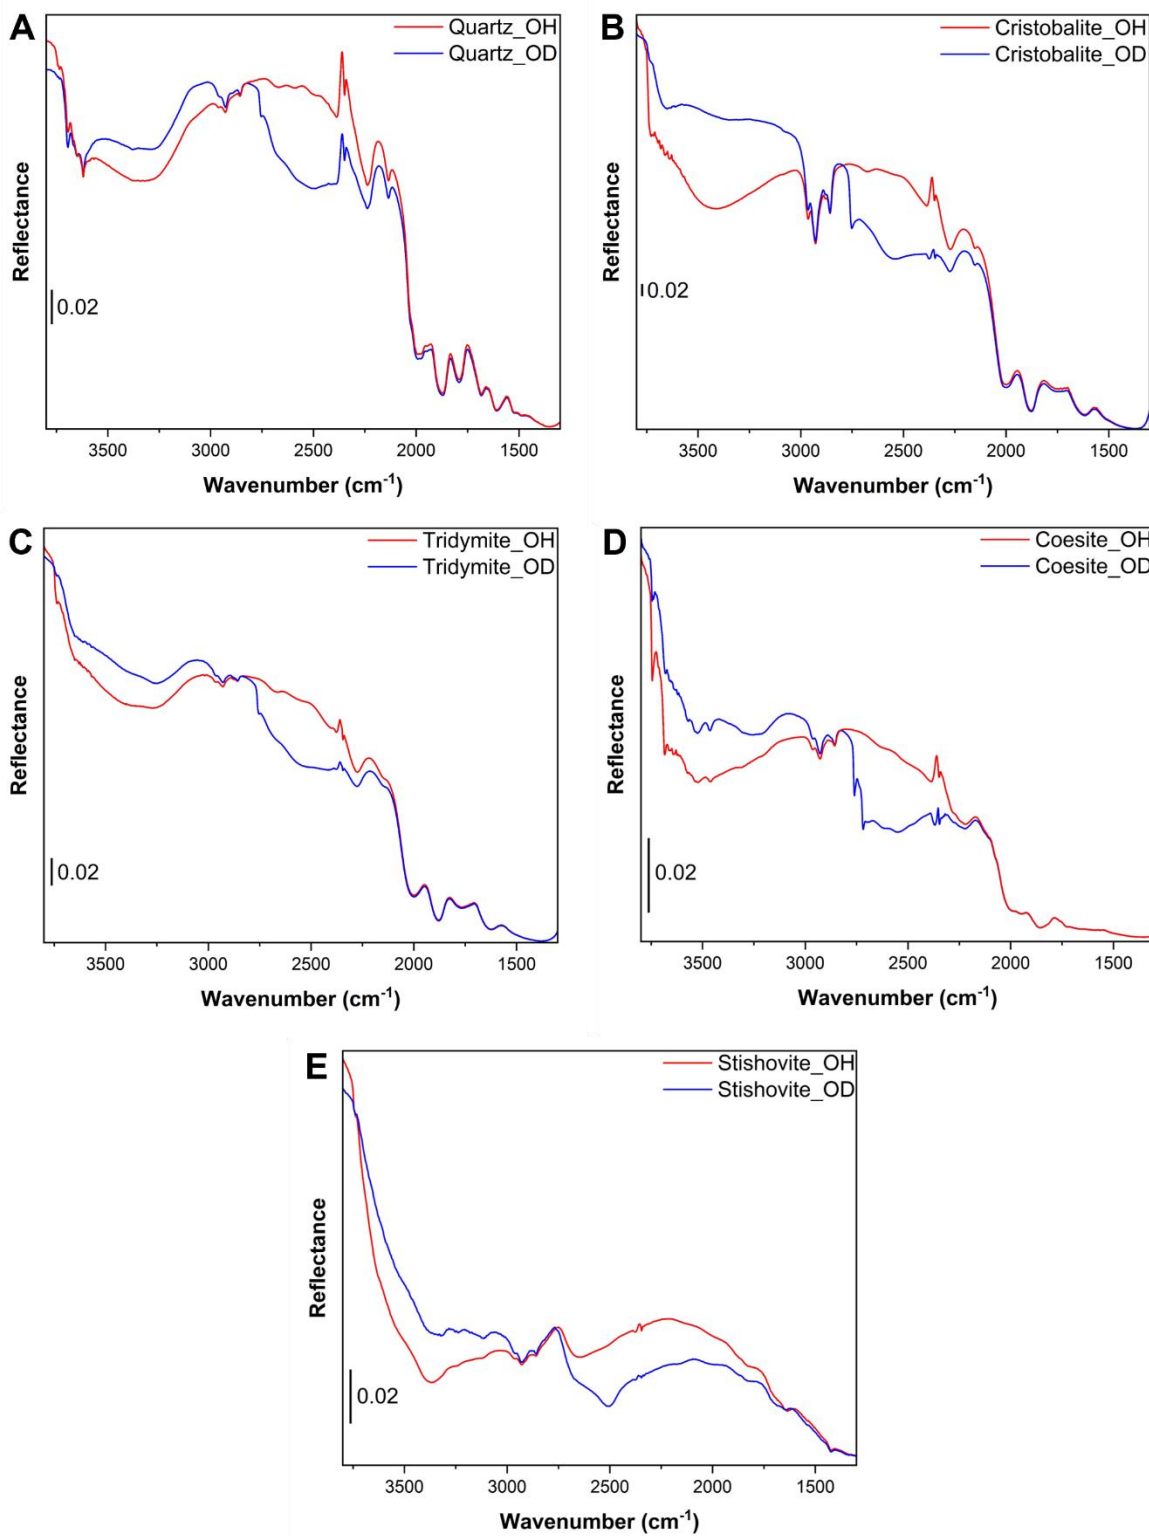 A
Quartz_OH
Quartz_OD
Reflectance
0.02
3500 3000 2500 2000 1500
Wavenumber (cm⁻¹)
B
Cristobalite_OH
Cristobalite_OD
Reflectance
0.02
3500 3000 2500 2000 1500
Wavenumber (cm⁻¹)
C
Tridymite_OH
Tridymite_OD
Reflectance
0.02
3500 3000 2500 2000 1500
Wavenumber (cm⁻¹)
D
Coesite_OH
Coesite_OD
Reflectance
0.02
3500 3000 2500 2000 1500
Wavenumber (cm⁻¹)
E
Stishovite_OH
Stishovite_OD
Reflectance
0.02
3500 3000 2500 2000 1500
Wavenumber (cm⁻¹)